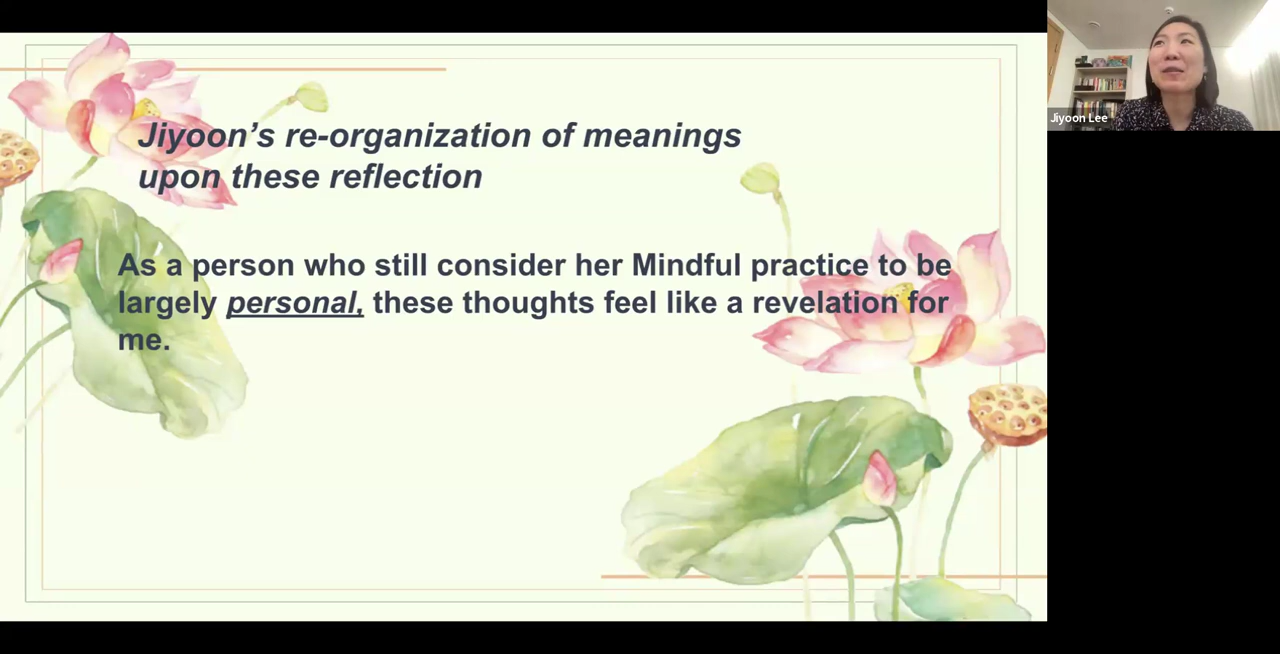 Jiyoon’s re-organization of meanings
upon these reflection
As a person who still consider her Mindful practice to be
largely personal, these thoughts feel like a revelation for
me.
Jiyoon Lee